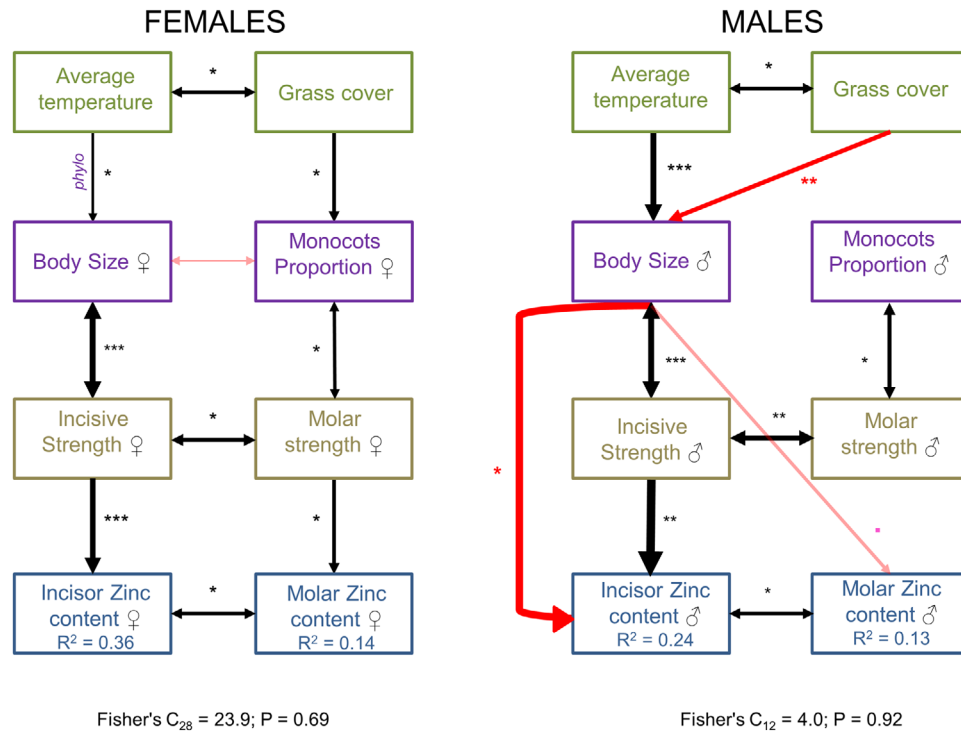 FEMALES
Average
temperature
*
Grass cover
phylo
*
*
Body Size ♀
Monocots
Proportion ♀
***
*
Incisive
Strength ♀
*
Molar
strength ♀
***
*
Incisor Zinc
content ♀
R² = 0.36
*
Molar Zinc
content ♀
R² = 0.14
Fisher's C₂₈ = 23.9; P = 0.69
MALES
Average
temperature
*
Grass cover
***
**
Body Size ♂
Monocots
Proportion ♂
***
*
Incisive
Strength ♂
**
Molar
strength ♂
*
**
.
Incisor Zinc
content ♂
R² = 0.24
*
Molar Zinc
content ♂
R² = 0.13
Fisher's C₁₂ = 4.0; P = 0.92